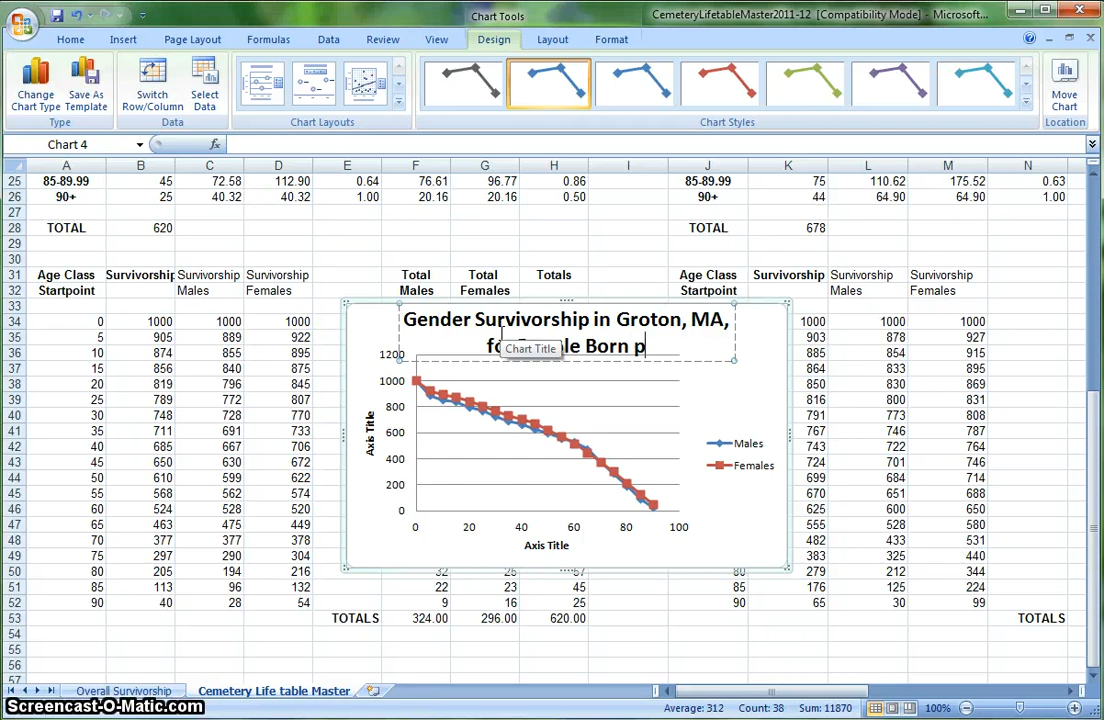 Chart Tools
CemeteryLifetableMaster2011-12 [Compatibility Mode] - Microsoft...
Home Insert Page Layout Formulas Data Review View Design Layout Format
Change Chart Type
Save As Template
Switch Row/Column
Select Data
Move Chart
Type Data Chart Layouts Chart Styles Location
Chart 4 fx
A B C D E F G H I J K L M N
25 85-89.99 45 72.58 112.90 0.64 76.61 96.77 0.86 85-89.99 75 110.62 175.52 0.63
26 90+ 25 40.32 40.32 1.00 20.16 20.16 0.50 90+ 44 64.90 64.90 1.00
27
28 TOTAL 620 TOTAL 678
29
30
31 Age Class Survivorship Survivorship Survivorship Total Total Totals Age Class Survivorship Survivorship Survivorship
32 Startpoint Males Females Males Females Startpoint Males Females
33
34 0 1000 1000 1000 1000 1000 1000
35 5 905 889 922 903 878 927
36 10 874 855 895 885 854 915
37 15 856 840 875 864 833 895
38 20 819 796 845 850 830 869
39 25 789 772 807 816 800 831
40 30 748 728 770 791 773 808
41 35 711 691 733 767 746 787
42 40 685 667 706 743 722 764
43 45 650 630 672 724 701 746
44 50 610 599 622 699 684 714
45 55 568 562 574 670 651 688
46 60 524 528 520 625 600 650
47 65 463 475 449 555 528 580
48 70 377 377 378 482 433 531
49 75 297 290 304 383 325 440
50 80 205 194 216 32 25 57 80 279 212 344
51 85 113 96 132 22 23 45 85 176 125 224
52 90 40 28 54 9 16 25 90 65 30 99
53 TOTALS 324.00 296.00 620.00 TOTALS
54
55
56
57
Gender Survivorship in Groton, MA,
Born p
Chart Title
1200
1000
800
600
400
200
0
0 20 40 60 80 100
Axis Title
Axis Title
Males
Females
Overall Survivorship Cemetery Life table Master
Average: 312 Count: 38 Sum: 11870 100%
Screencast-O-Matic.com